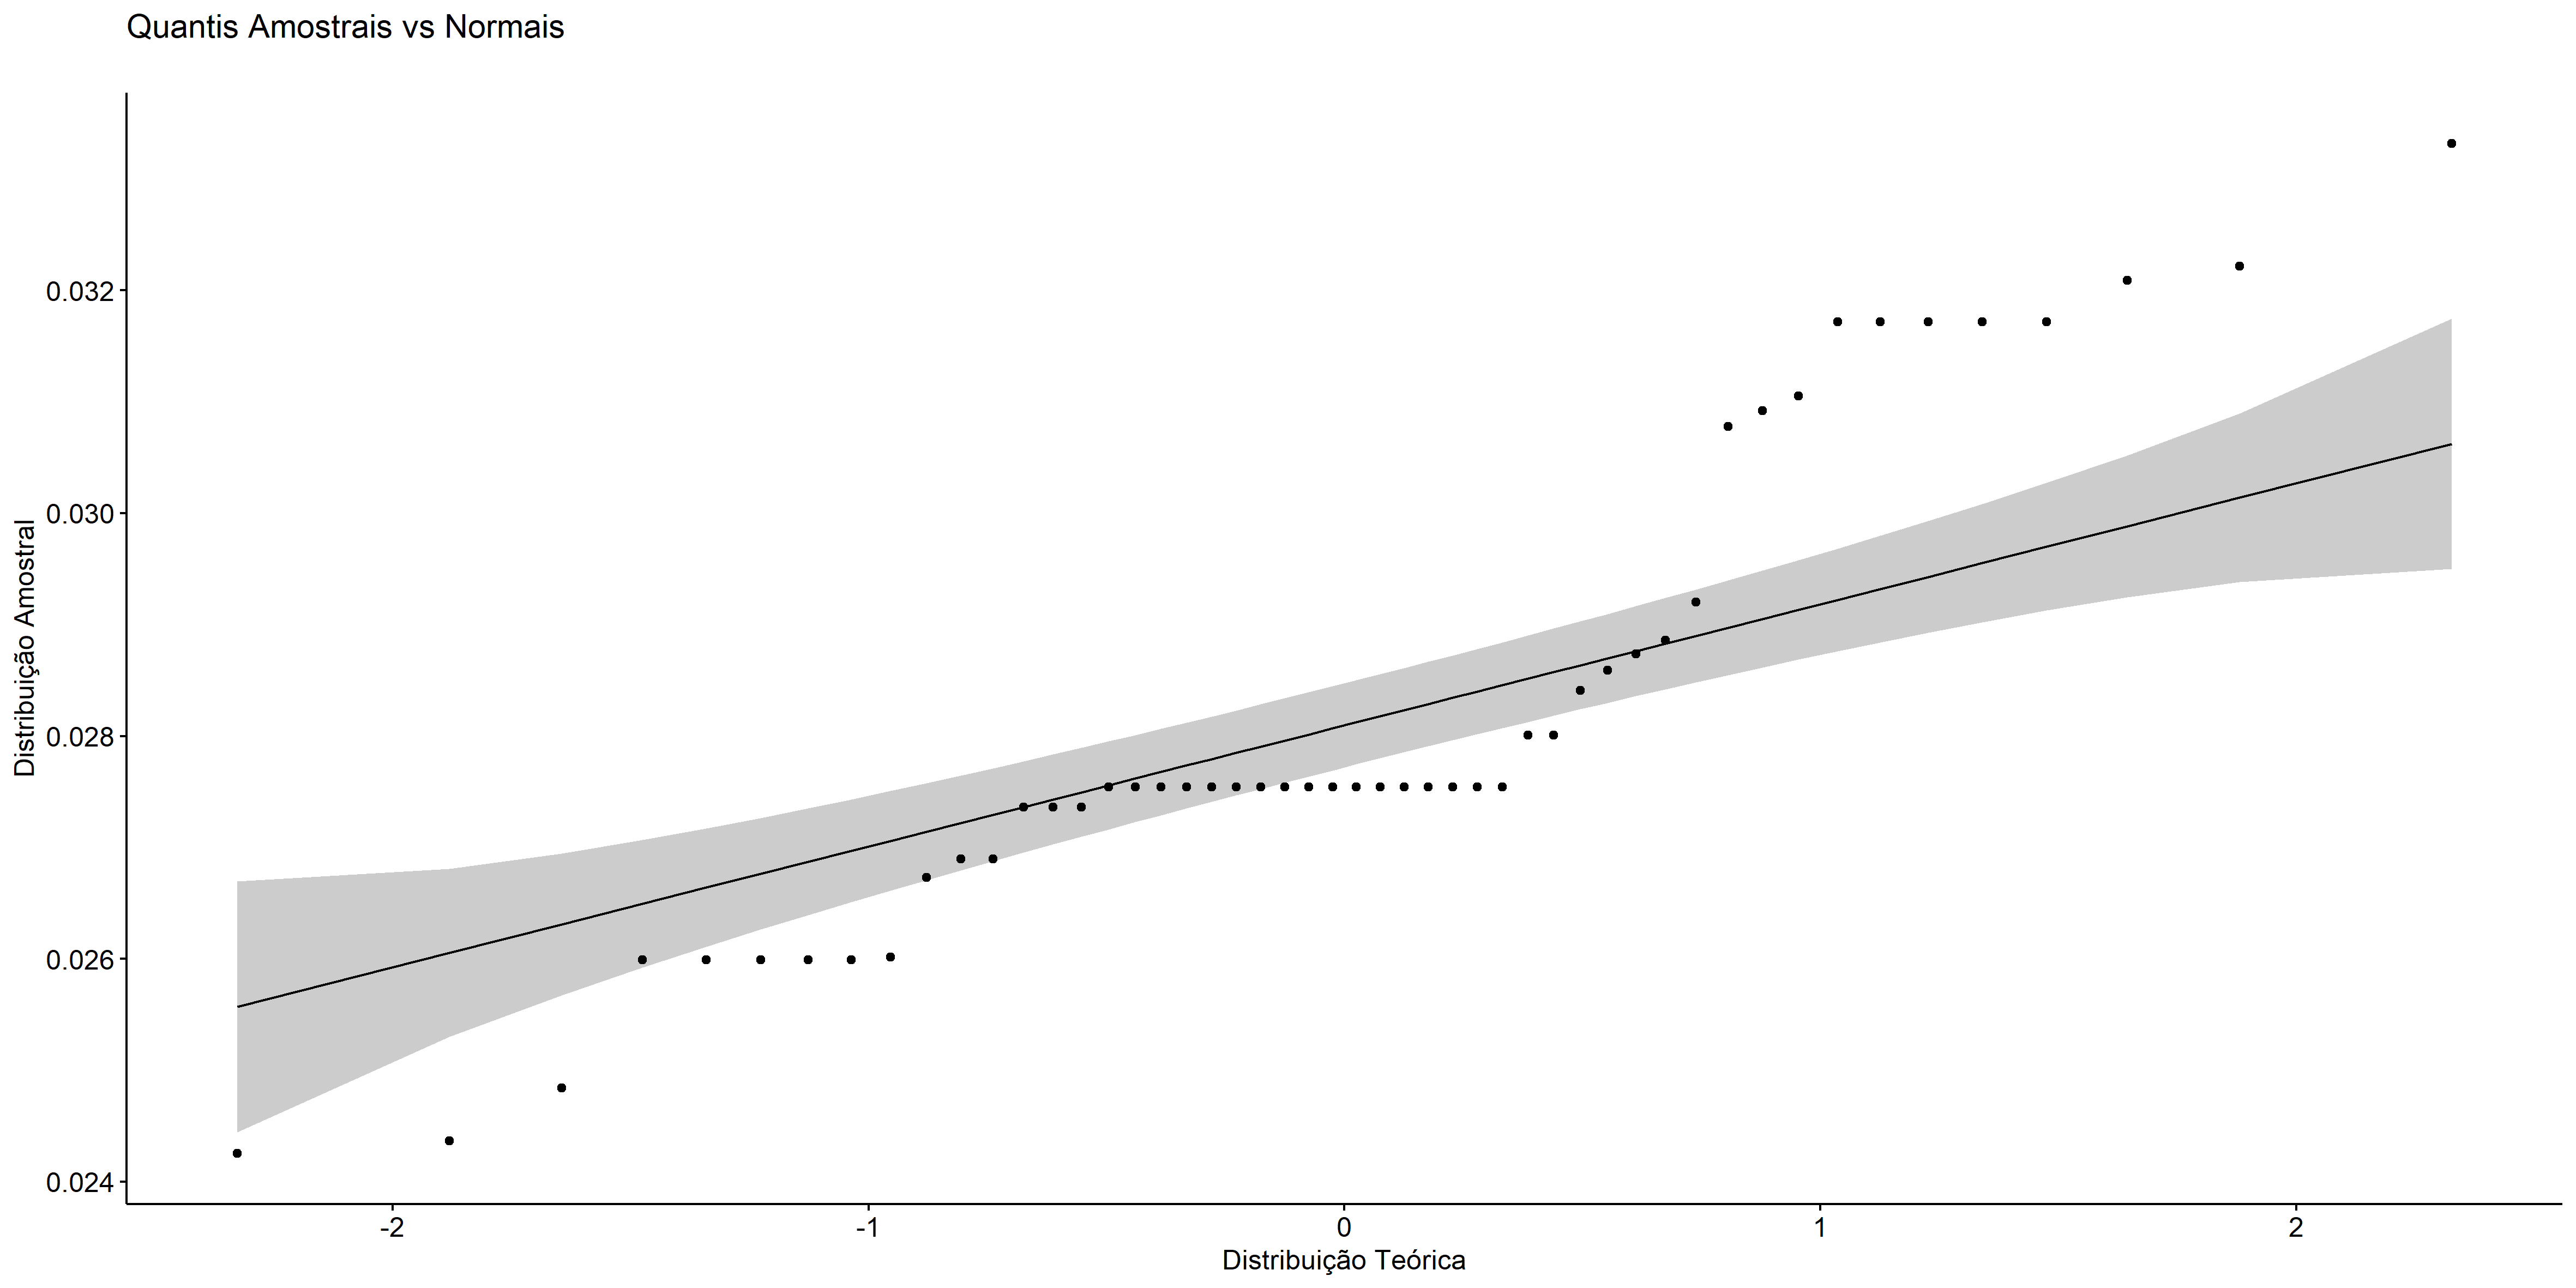 Quantis Amostrais vs Normais
Distribuição Amostral
0.032
0.030
0.028
0.026
0.024
-2 -1 0 1 2
Distribuição Teórica